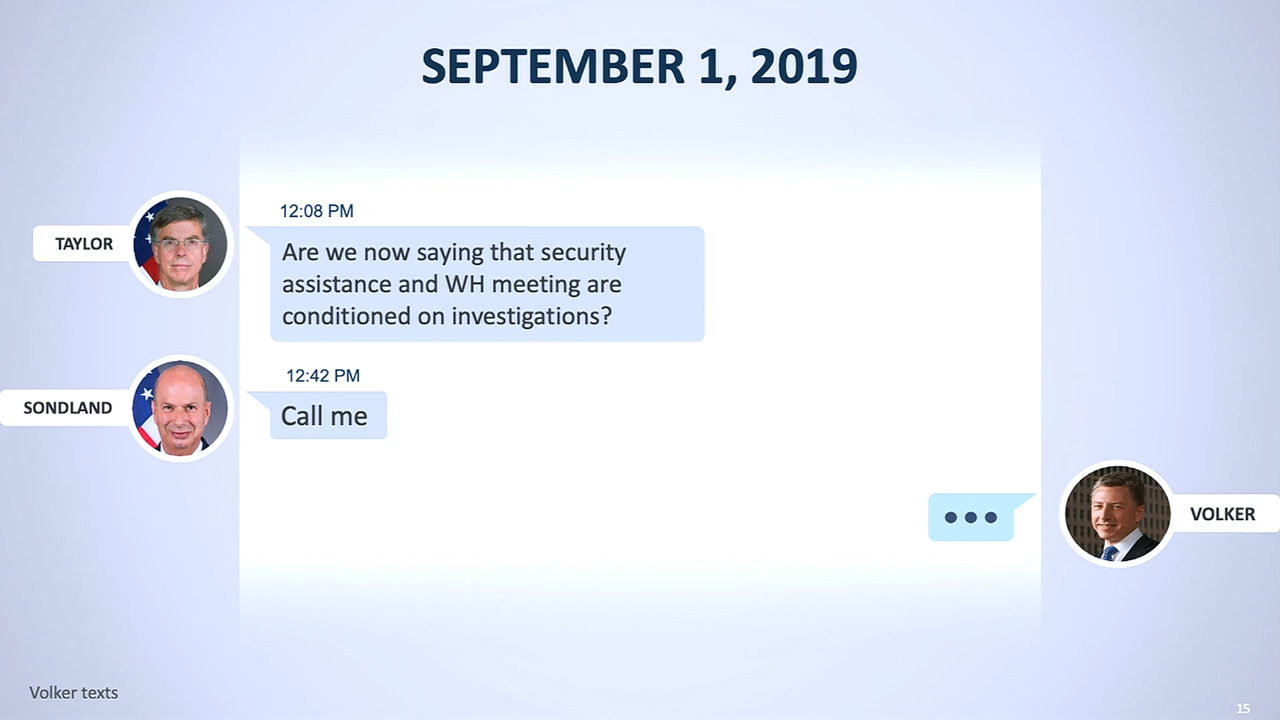 SEPTEMBER 1, 2019
12:08 PM
TAYLOR
Are we now saying that security
assistance and WH meeting are
conditioned on investigations?
12:42 PM
SONDLAND
Call me
VOLKER
Volker texts
15